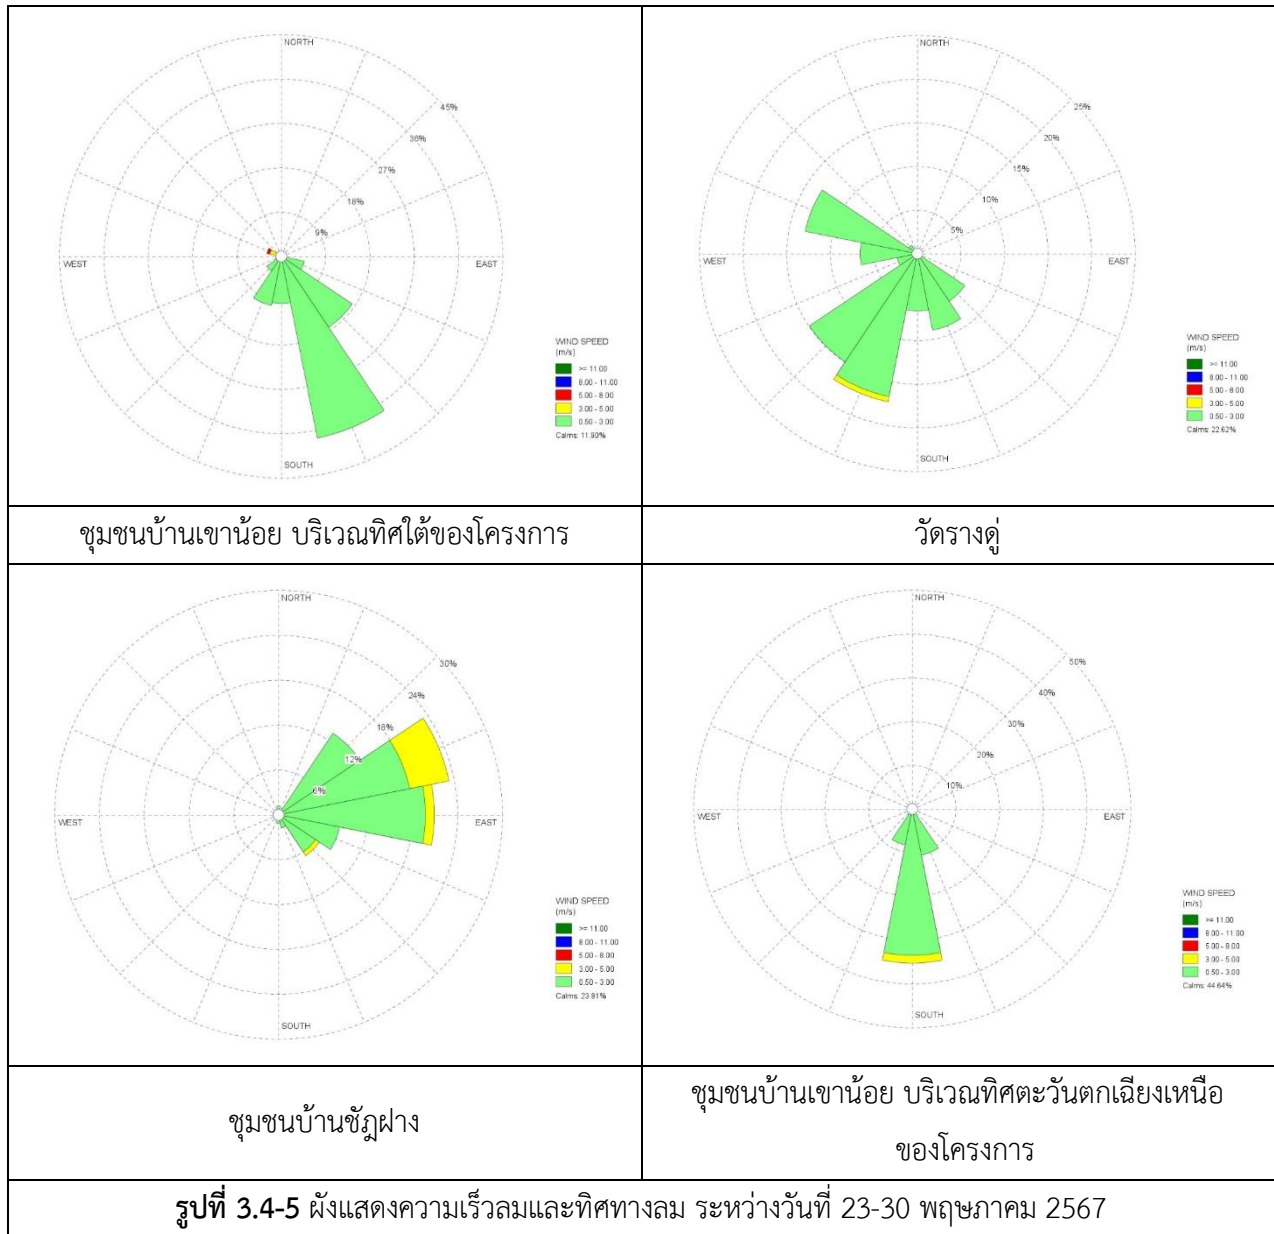 NORTH
45%
36%
27%
18%
9%
WEST
EAST
WIND SPEED
(m/s)
>= 11.00
8.00 - 11.00
5.00 - 8.00
3.00 - 5.00
0.50 - 3.00
Calms: 11.90%
SOUTH
NORTH
25%
20%
15%
10%
5%
WEST
EAST
WIND SPEED
(m/s)
>= 11.00
8.00 - 11.00
5.00 - 8.00
3.00 - 5.00
0.50 - 3.00
Calms: 22.62%
SOUTH
ชุมชนบ้านเขาน้อย บริเวณทิศใต้ของโครงการ
วัดรางดู่
NORTH
30%
24%
18%
12%
6%
WEST
EAST
WIND SPEED
(m/s)
>= 11.00
8.00 - 11.00
5.00 - 8.00
3.00 - 5.00
0.50 - 3.00
Calms: 23.81%
SOUTH
NORTH
50%
40%
30%
20%
10%
WEST
EAST
WIND SPEED
(m/s)
>= 11.00
8.00 - 11.00
5.00 - 8.00
3.00 - 5.00
0.50 - 3.00
Calms: 44.64%
SOUTH
ชุมชนบ้านชัฎฝาง
ชุมชนบ้านเขาน้อย บริเวณทิศตะวันตกเฉียงเหนือ
ของโครงการ
รูปที่ 3.4-5 ผังแสดงความเร็วลมและทิศทางลม ระหว่างวันที่ 23-30 พฤษภาคม 2567